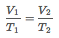 V₁/T₁ = V₂/T₂